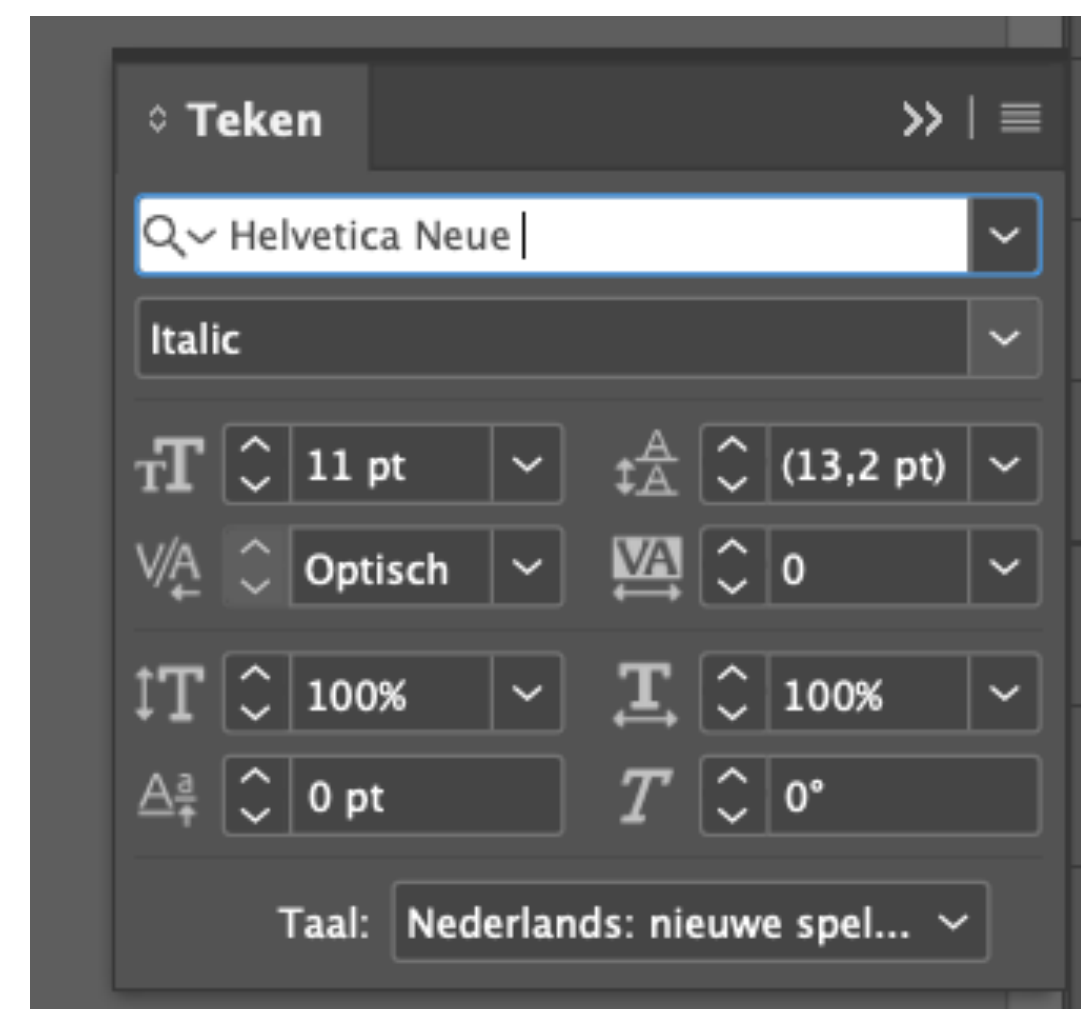 Teken
Helvetica Neue
Italic
11 pt (13,2 pt)
Optisch 0
100% 100%
0 pt 0°
Taal: Nederlands: nieuwe spel...